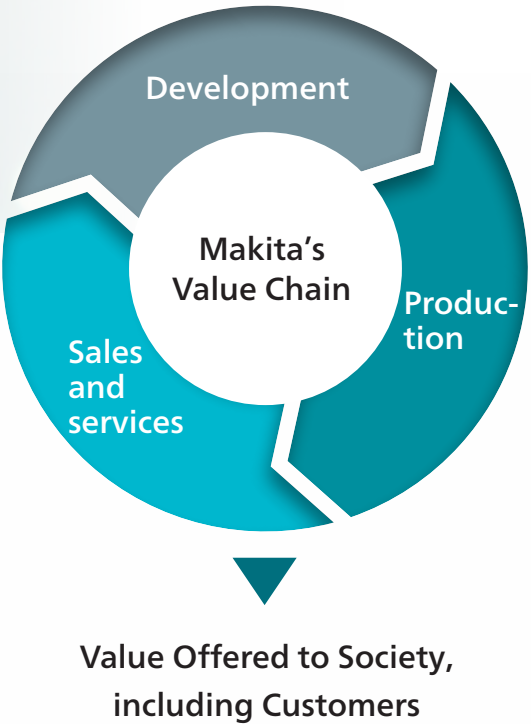 Development
Makita’s
Value Chain
Produc-
tion
Sales
and
services
Value Offered to Society,
including Customers